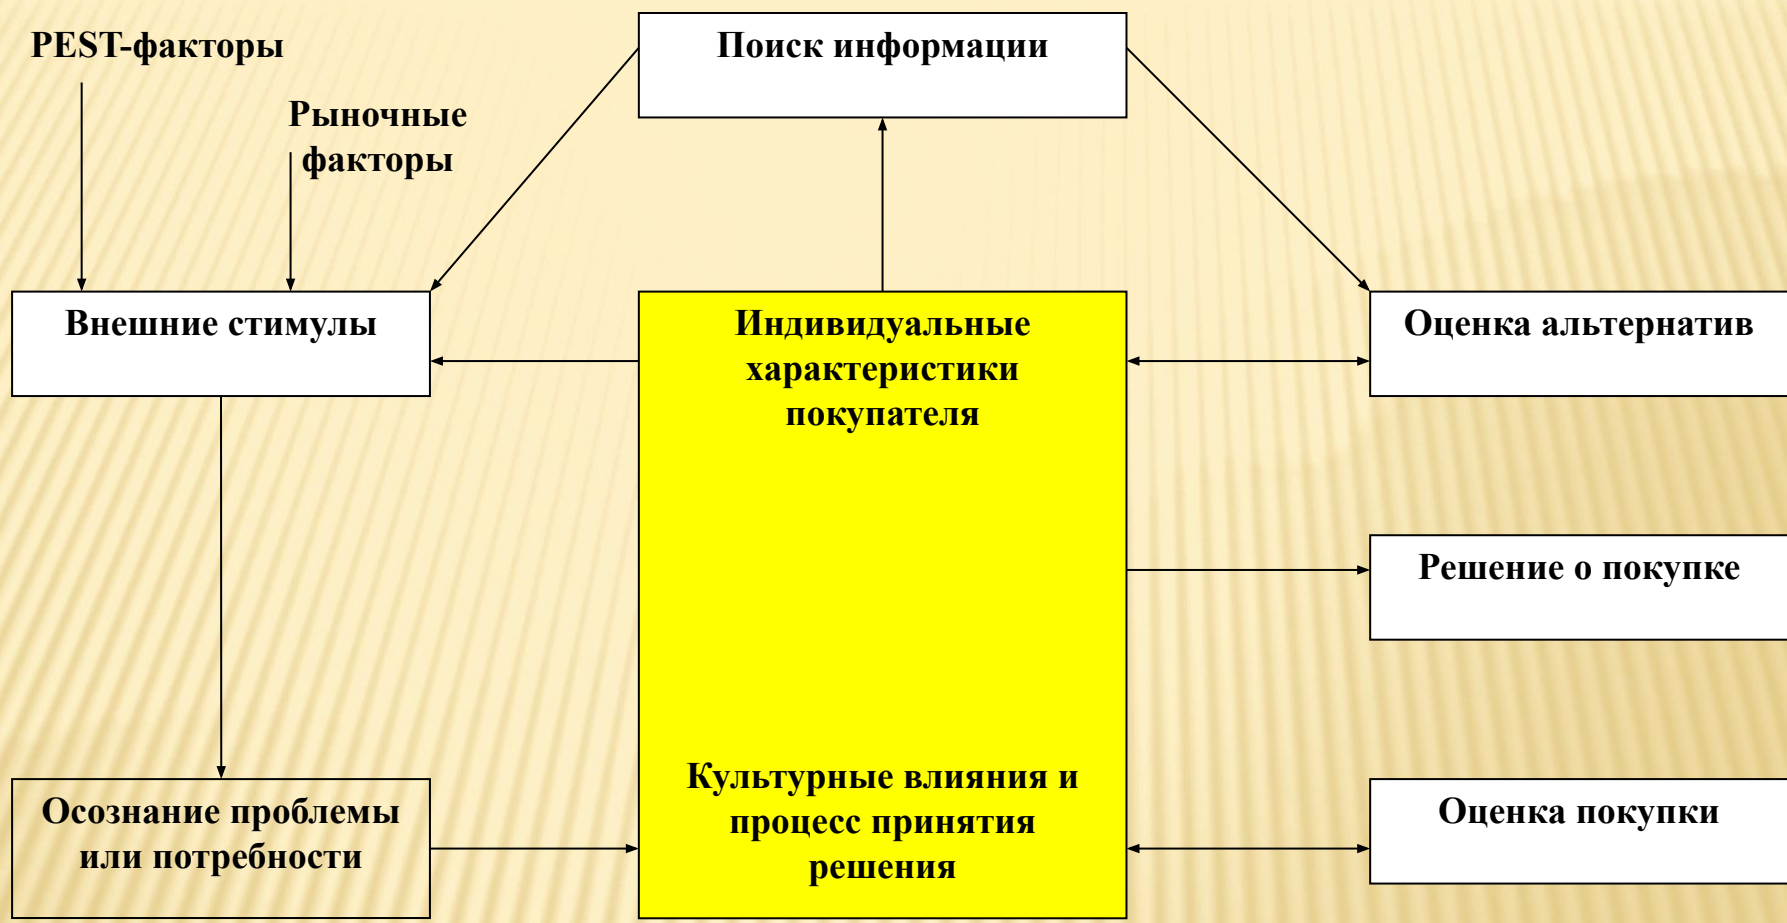 PEST-факторы
Поиск информации
Рыночные
факторы
Внешние стимулы
Индивидуальные
характеристики
покупателя
Оценка альтернатив
Решение о покупке
Осознание проблемы
или потребности
Культурные влияния и
процесс принятия
решения
Оценка покупки